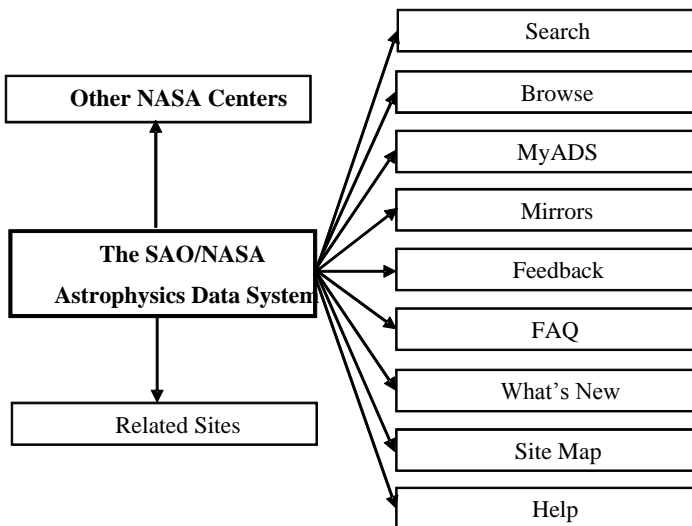 Other NASA Centers
The SAO/NASA
Astrophysics Data System
Related Sites
Search
Browse
MyADS
Mirrors
Feedback
FAQ
What’s New
Site Map
Help